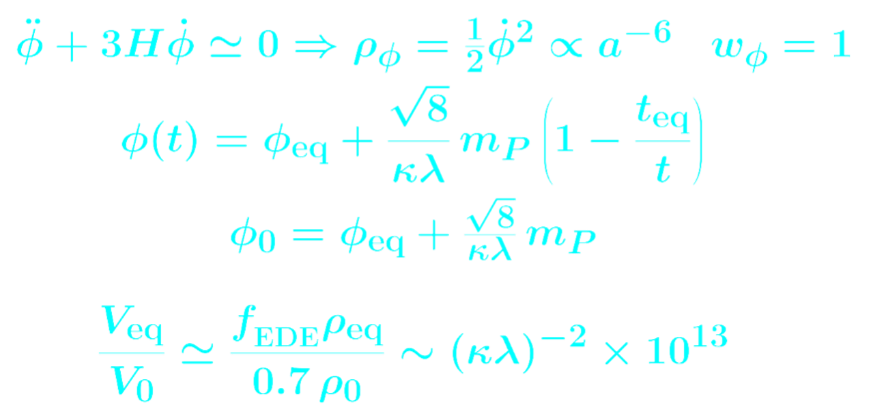 $\ddot{\phi} + 3H\dot{\phi} \simeq 0 \Rightarrow \rho_\phi = \frac{1}{2}\dot{\phi}^2 \propto a^{-6} \quad w_\phi = 1$
$\phi(t) = \phi_{\rm eq} + \frac{\sqrt{8}}{\kappa\lambda} m_P \left(1 - \frac{t_{\rm eq}}{t}\right)$
$\phi_0 = \phi_{\rm eq} + \frac{\sqrt{8}}{\kappa\lambda} m_P$
$\frac{V_{\rm eq}}{V_0} \simeq \frac{f_{\rm EDE}\rho_{\rm eq}}{0.7\,\rho_0} \sim (\kappa\lambda)^{-2} \times 10^{13}$